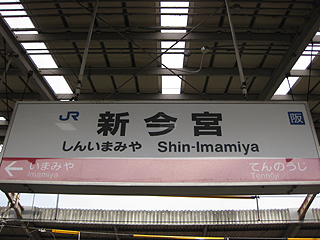 JR 新今宮 阪
しんいまみや Shin-Imamiya
← いまみや てんのうじ
Imamiya Tennōji